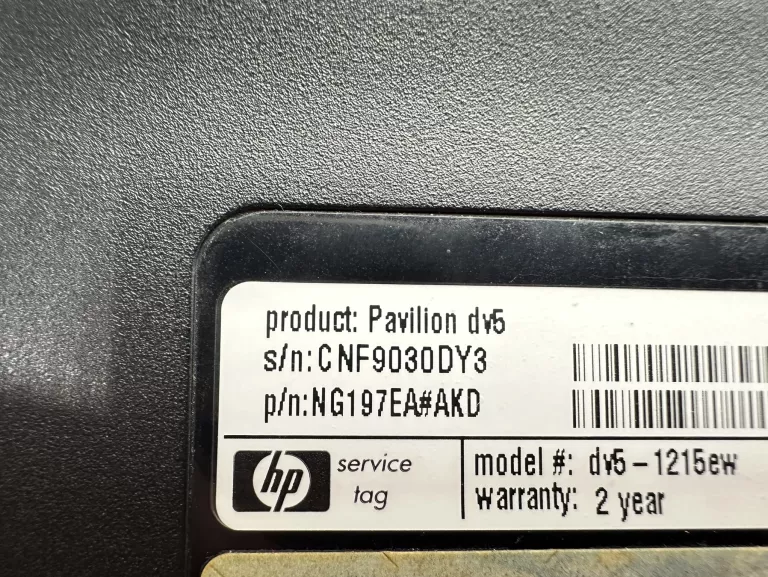 product: Pavilion dv5
s/n:CNF9030DY3
p/n:NG197EA#AKD
hp service tag
model #: dv5-1215ew
warranty: 2 year